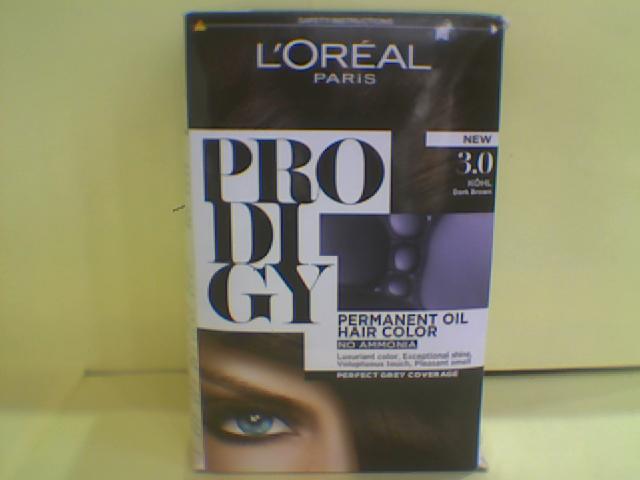 SAFETY INSTRUCTIONS
L'ORÉAL
PARIS
NEW
3.0
KÔHL
Dark Brown
PRO
DI
GY
PERMANENT OIL
HAIR COLOR
NO AMMONIA
Luxuriant color, Exceptional shine,
Voluptuous touch, Pleasant smell
PERFECT GREY COVERAGE